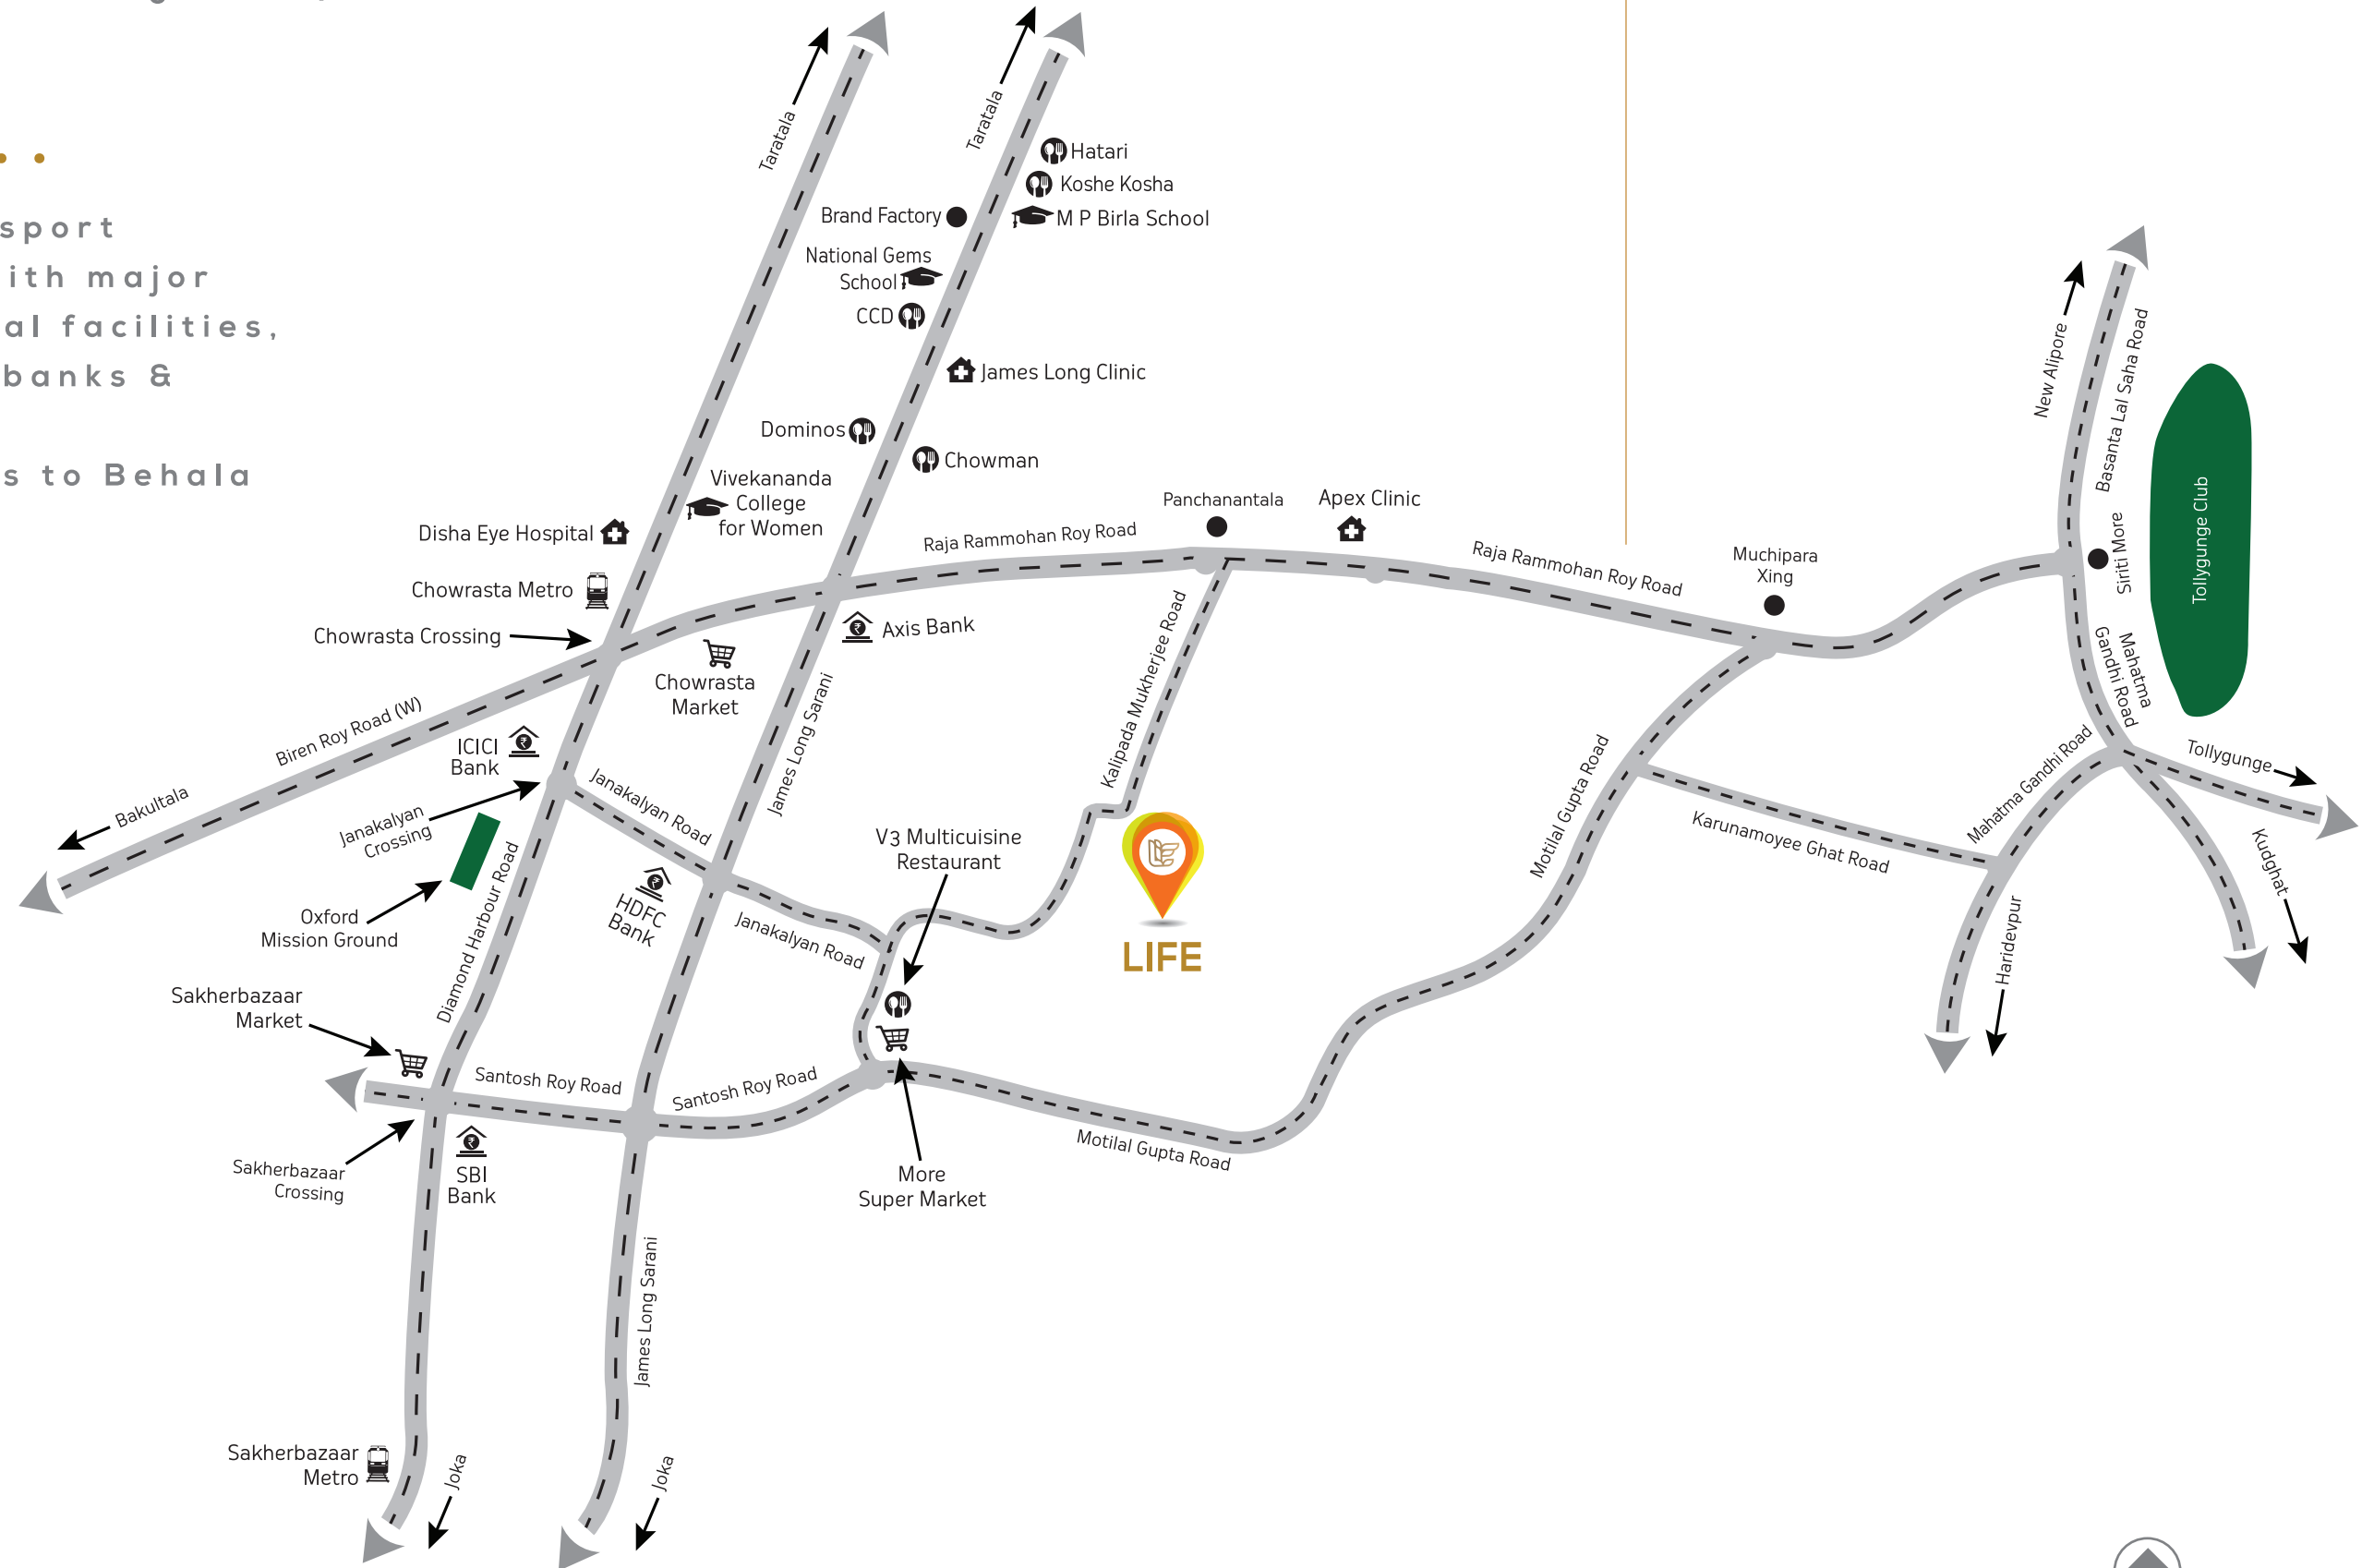 sport
ith major
al facilities,
banks &
s to Behala
Taratala
Taratala
Hatari
Koshe Kosha
Brand Factory
M P Birla School
National Gems
School
CCD
James Long Clinic
Dominos
Chowman
Vivekananda
College
for Women
Disha Eye Hospital
Chowrasta Metro
Chowrasta Crossing
Raja Rammohan Roy Road
Panchanantala
Apex Clinic
Raja Rammohan Roy Road
Muchipara
Xing
New Alipore
Basanta Lal Saha Road
Siriti More
Tollygunge Club
Mahatma
Gandhi Road
Axis Bank
Chowrasta
Market
Biren Roy Road (W)
Bakultala
ICICI
Bank
Janakalyan
Crossing
Janakalyan Road
James Long Sarani
Kalipada Mukherjee Road
Motilal Gupta Road
Karunamoyee Ghat Road
Mahatma Gandhi Road
Tollygunge
Kudghat
Haridevpur
Oxford
Mission Ground
Diamond Harbour Road
HDFC
Bank
Janakalyan Road
V3 Multicuisine
Restaurant
LIFE
Sakherbazaar
Market
Santosh Roy Road
Santosh Roy Road
Sakherbazaar
Crossing
SBI
Bank
More
Super Market
Motilal Gupta Road
James Long Sarani
Sakherbazaar
Metro
Joka
Joka